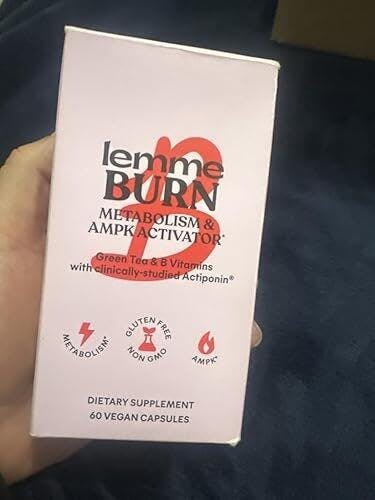 lemme
BURN
METABOLISM &
AMPK ACTIVATOR*
Green Tea & B Vitamins
with clinically-studied Actiponin®
METABOLISM*
GLUTEN FREE
NON GMO
AMPK*
DIETARY SUPPLEMENT
60 VEGAN CAPSULES